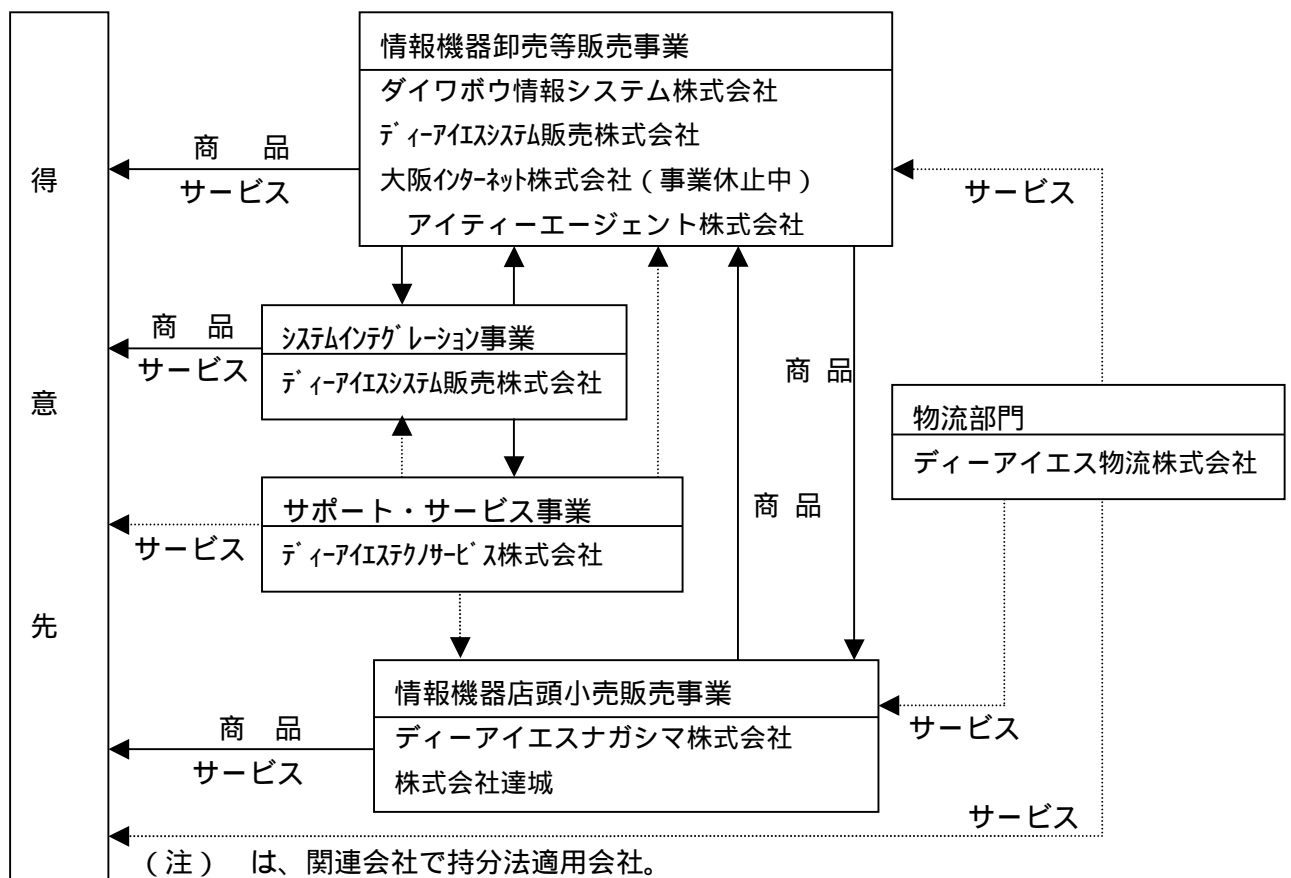 情報機器卸売等販売事業
ダイワボウ情報システム株式会社
ディーアイエスシステム販売株式会社
大阪インターネット株式会社(事業休止中)
アイティーエージェント株式会社
商 品
サービス
サービス
得意先
システムインテグレーション事業
ディーアイエスシステム販売株式会社
商 品
サービス
商 品
物流部門
ディーアイエス物流株式会社
サポート・サービス事業
ディーアイエステクノサービス株式会社
サービス
商 品
情報機器店頭小売販売事業
ディーアイエスナガシマ株式会社
株式会社達城
商 品
サービス
サービス
サービス
(注) は、関連会社で持分法適用会社。